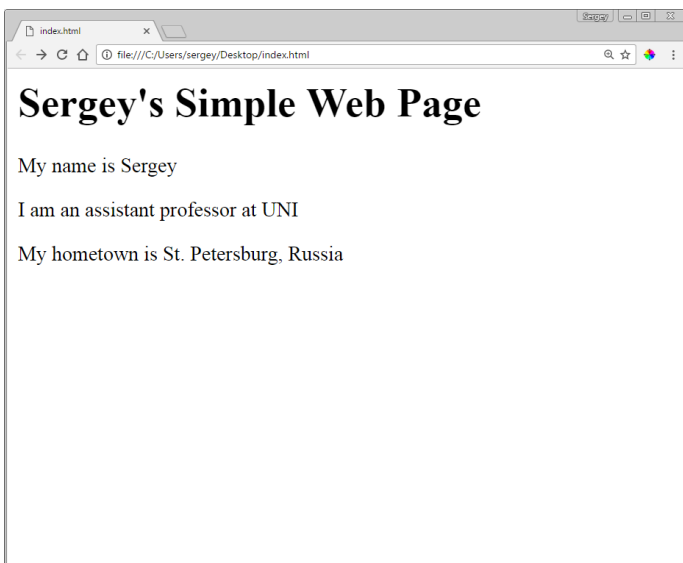 Sergey
index.html
file:///C:/Users/sergey/Desktop/index.html
Sergey's Simple Web Page
My name is Sergey
I am an assistant professor at UNI
My hometown is St. Petersburg, Russia